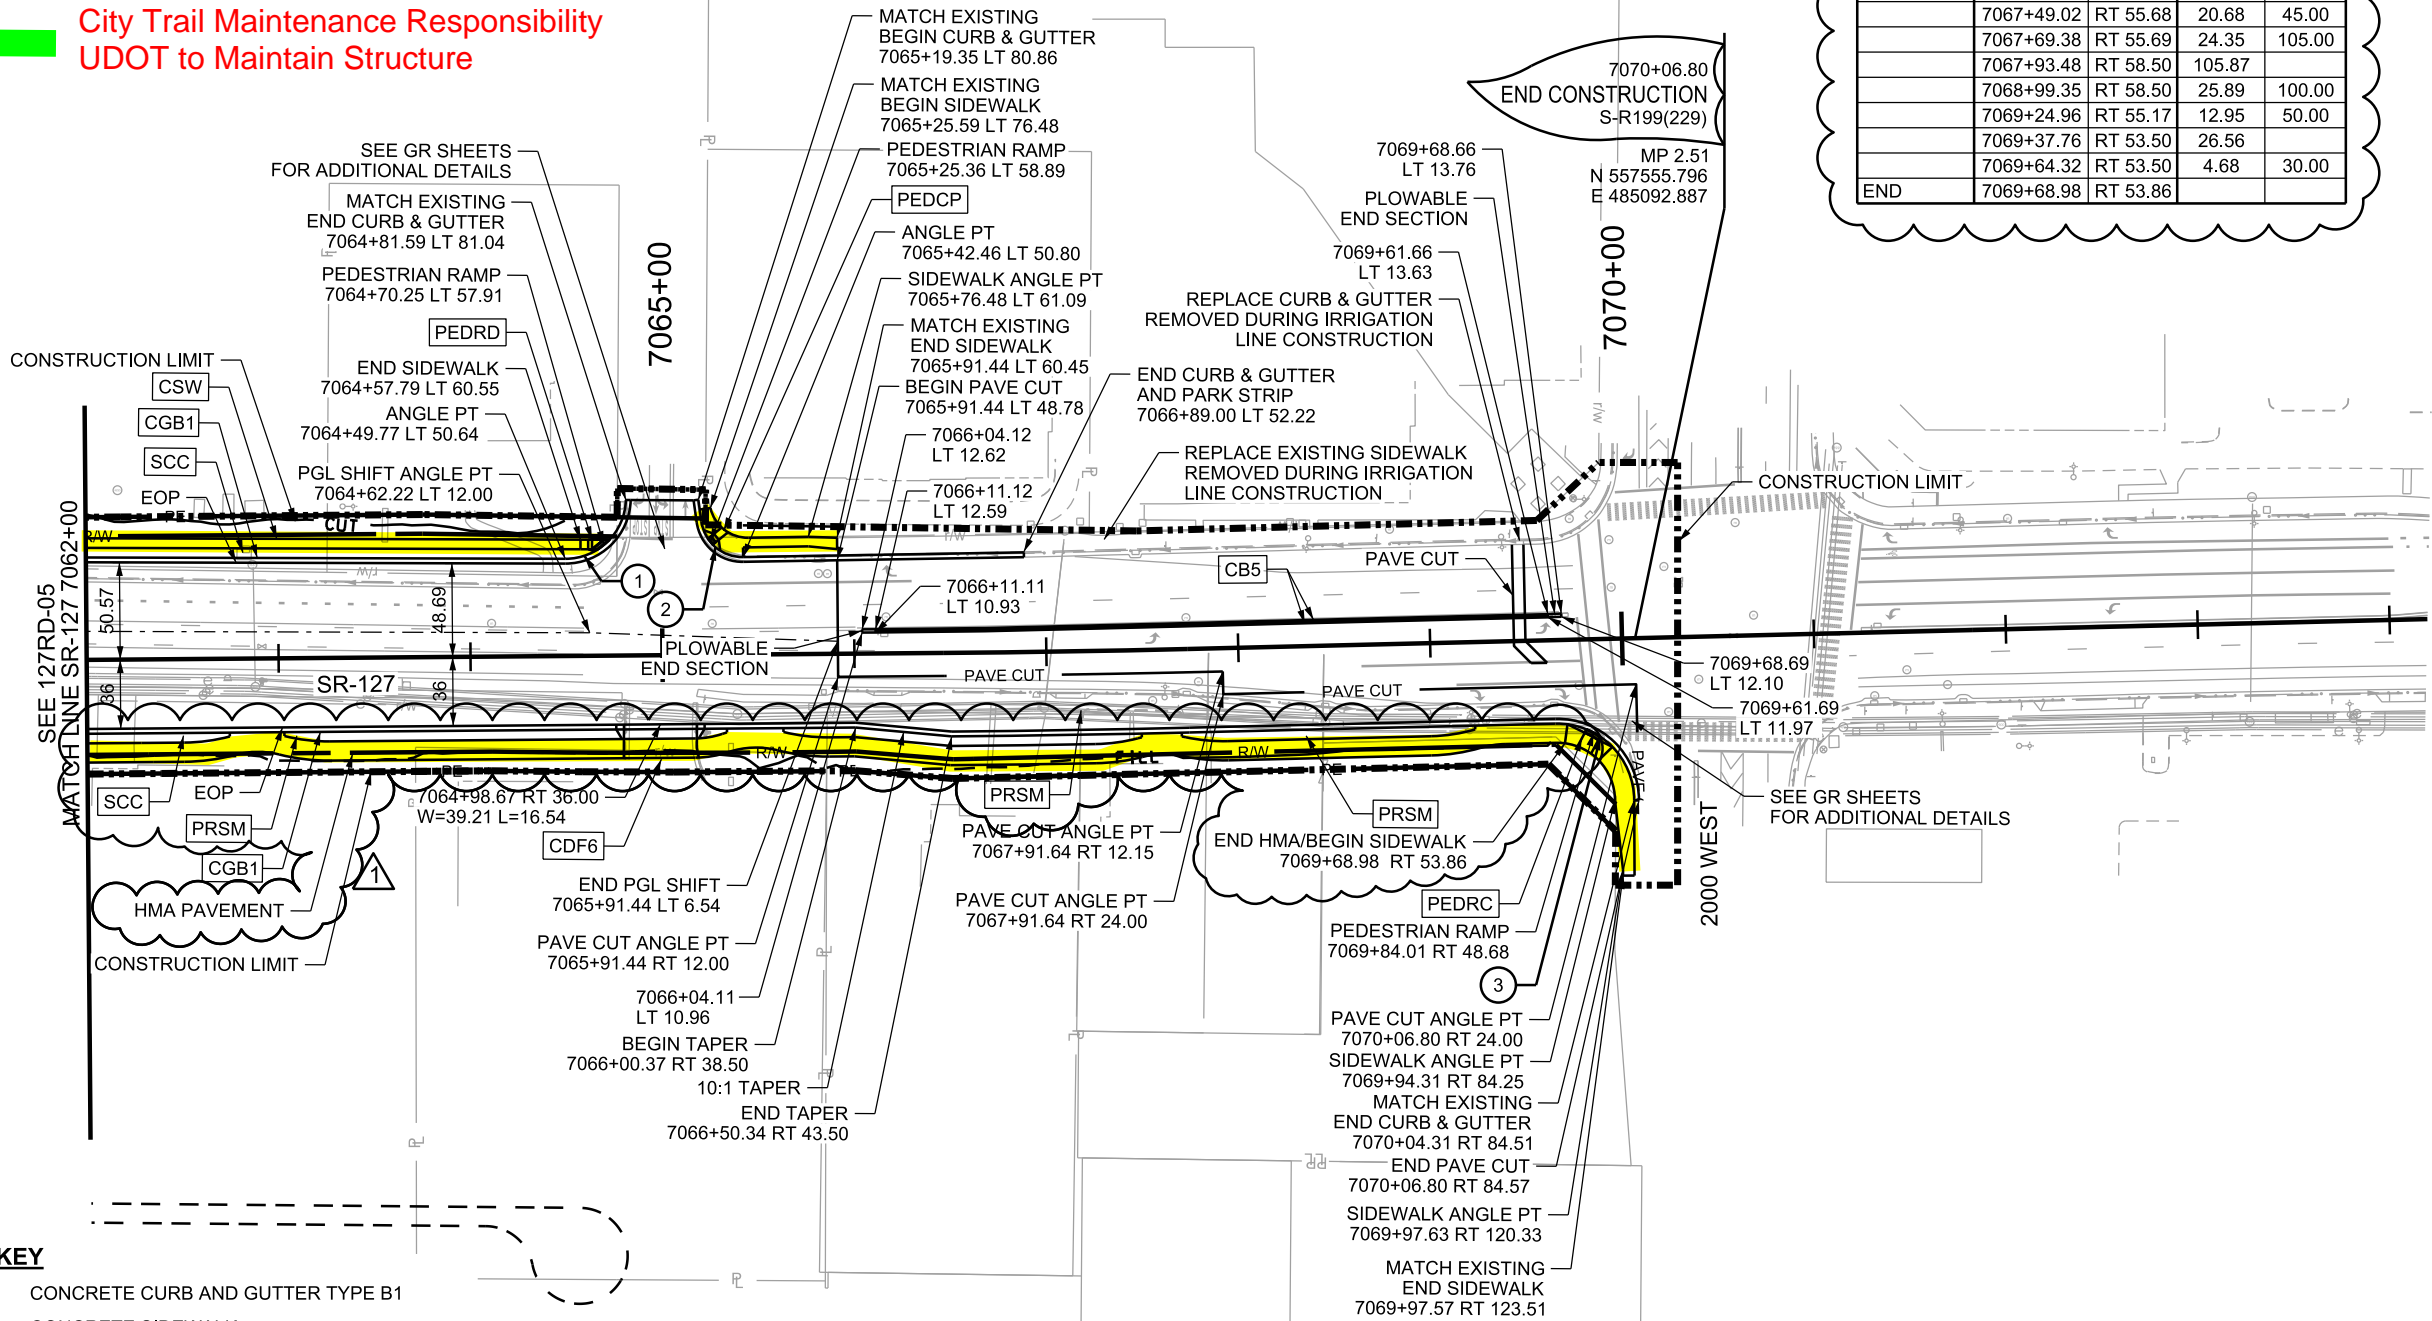 City Trail Maintenance Responsibility
UDOT to Maintain Structure
MATCH EXISTING
BEGIN CURB & GUTTER
7065+19.35 LT 80.86
MATCH EXISTING
BEGIN SIDEWALK
7065+25.59 LT 76.48
PEDESTRIAN RAMP
7065+25.36 LT 58.89
PEDCP
ANGLE PT
7065+42.46 LT 50.80
SIDEWALK ANGLE PT
7065+76.48 LT 61.09
MATCH EXISTING
END SIDEWALK
7065+91.44 LT 60.45
BEGIN PAVE CUT
7065+91.44 LT 48.78
7066+04.12
LT 12.62
7066+11.12
LT 12.59
7066+11.11
LT 10.93
SEE GR SHEETS
FOR ADDITIONAL DETAILS
MATCH EXISTING
END CURB & GUTTER
7064+81.59 LT 81.04
PEDESTRIAN RAMP
7064+70.25 LT 57.91
PEDRD
END SIDEWALK
7064+57.79 LT 60.55
ANGLE PT
7064+49.77 LT 50.64
PGL SHIFT ANGLE PT
7064+62.22 LT 12.00
CONSTRUCTION LIMIT
CSW
CGB1
SCC
EOP
7065+00
7067+49.02 RT 55.68 20.68 45.00
7067+69.38 RT 55.69 24.35 105.00
7067+93.48 RT 58.50 105.87
7068+99.35 RT 58.50 25.89 100.00
7069+24.96 RT 55.17 12.95 50.00
7069+37.76 RT 53.50 26.56
7069+64.32 RT 53.50 4.68 30.00
END 7069+68.98 RT 53.86
7070+06.80
END CONSTRUCTION
S-R199(229)
MP 2.51
N 557555.796
E 485092.887
7069+68.66
LT 13.76
PLOWABLE
END SECTION
7069+61.66
LT 13.63
REPLACE CURB & GUTTER
REMOVED DURING IRRIGATION
LINE CONSTRUCTION
7070+00
END CURB & GUTTER
AND PARK STRIP
7066+89.00 LT 52.22
REPLACE EXISTING SIDEWALK
REMOVED DURING IRRIGATION
LINE CONSTRUCTION
CONSTRUCTION LIMIT
PAVE CUT
CB5
PE
CUT
R/W
r/w
r/w
r/w
PL
PL
PL
PL
SEE 127RD-05
MATCH LINE SR-127 7062+00
50.57
48.69
36
36
1
2
SR-127
PLOWABLE
END SECTION
PAVE CUT
PAVE CUT
7069+68.69
LT 12.10
7069+61.69
LT 11.97
R/W
R/W
FILL
PE
PE
PE
PAVE
SCC
EOP
PRSM
CGB1
HMA PAVEMENT
CONSTRUCTION LIMIT
1
7064+98.67 RT 36.00
W=39.21 L=16.54
CDF6
END PGL SHIFT
7065+91.44 LT 6.54
PAVE CUT ANGLE PT
7065+91.44 RT 12.00
7066+04.11
LT 10.96
BEGIN TAPER
7066+00.37 RT 38.50
10:1 TAPER
END TAPER
7066+50.34 RT 43.50
PRSM
PAVE CUT ANGLE PT
7067+91.64 RT 12.15
PAVE CUT ANGLE PT
7067+91.64 RT 24.00
PRSM
END HMA/BEGIN SIDEWALK
7069+68.98 RT 53.86
PEDRC
PEDESTRIAN RAMP
7069+84.01 RT 48.68
3
PAVE CUT ANGLE PT
7070+06.80 RT 24.00
SIDEWALK ANGLE PT
7069+94.31 RT 84.25
MATCH EXISTING
END CURB & GUTTER
7070+04.31 RT 84.51
END PAVE CUT
7070+06.80 RT 84.57
SIDEWALK ANGLE PT
7069+97.63 RT 120.33
MATCH EXISTING
END SIDEWALK
7069+97.57 RT 123.51
SEE GR SHEETS
FOR ADDITIONAL DETAILS
2000 WEST
PL
PL
PL
PL
KEY
CONCRETE CURB AND GUTTER TYPE B1